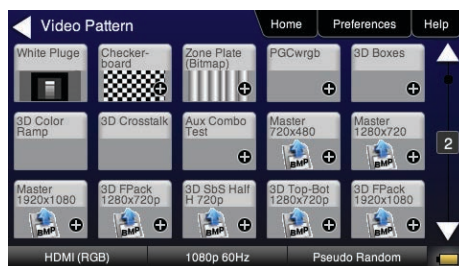 Video Pattern
Home
Preferences
Help
White Pluge
Checker-
board
Zone Plate
(Bitmap)
PGCwrgb
3D Boxes
3D Color
Ramp
3D Crosstalk
Aux Combo
Test
Master
720x480
Master
1280x720
BMP
BMP
2
Master
1920x1080
3D FPack
1280x720p
3D SbS Half
H 720p
3D Top-Bot
1280x720p
3D FPack
1920x1080
BMP
BMP
BMP
BMP
BMP
HDMI (RGB)
1080p 60Hz
Pseudo Random